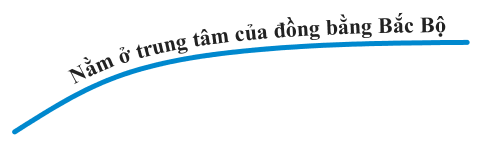 Nằm ở trung tâm của đồng bằng Bắc Bộ